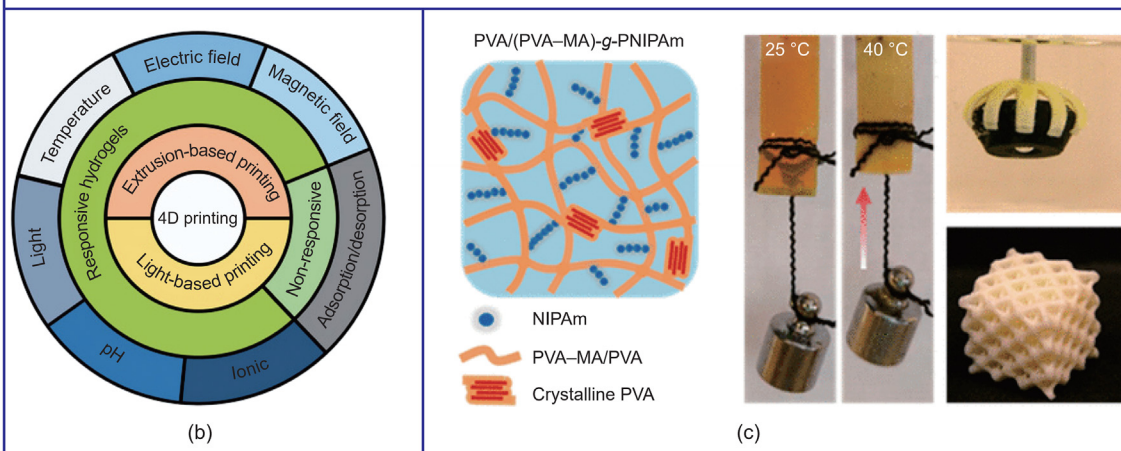 Electric field
Magnetic field
Temperature
Light
pH
Ionic
Adsorption/desorption
Responsive hydrogels
Non-responsive
Extrusion-based printing
4D printing
Light-based printing
(b)
PVA/(PVA–MA)-g-PNIPAm
NIPAm
PVA–MA/PVA
Crystalline PVA
25 °C
40 °C
(c)